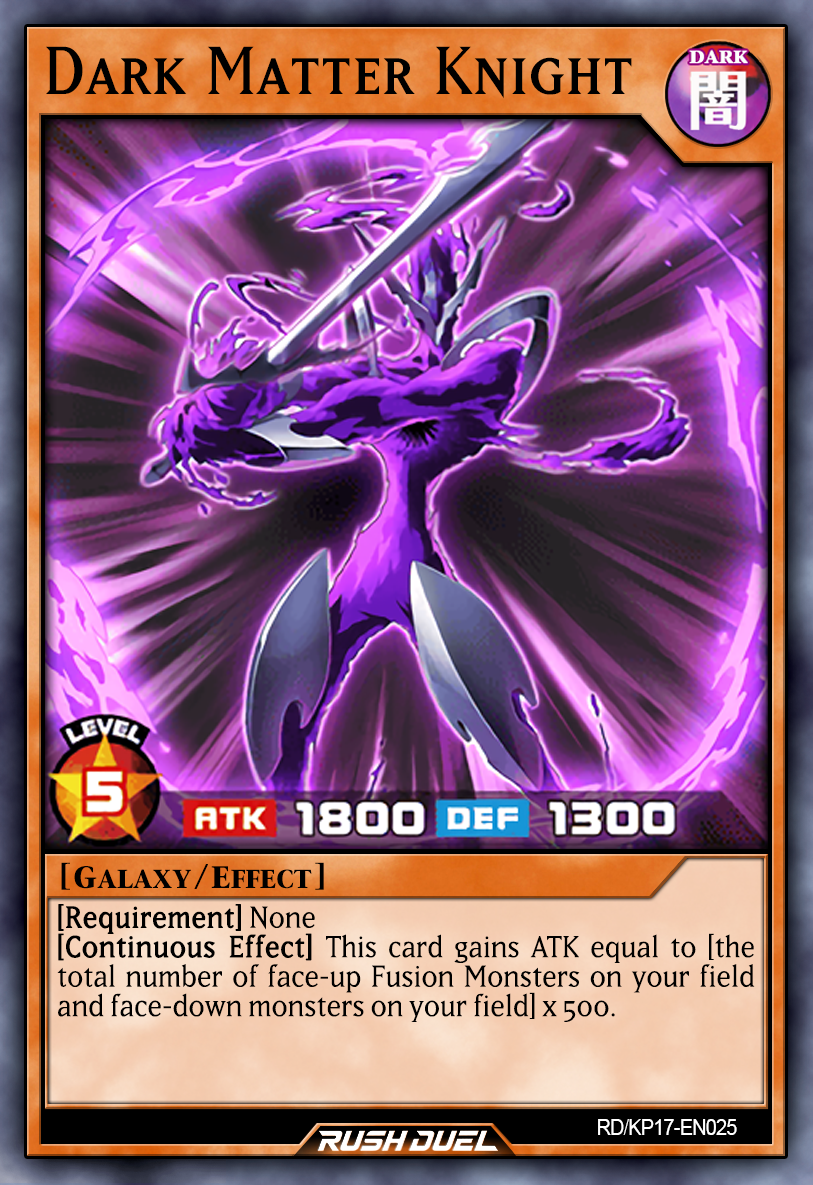 Dark Matter Knight
DARK
闇
LEVEL
5
ATK 1800 DEF 1300
[Galaxy/Effect]
[Requirement] None
[Continuous Effect] This card gains ATK equal to [the
total number of face-up Fusion Monsters on your field
and face-down monsters on your field] x 500.
RD/KP17-EN025
RUSH DUEL